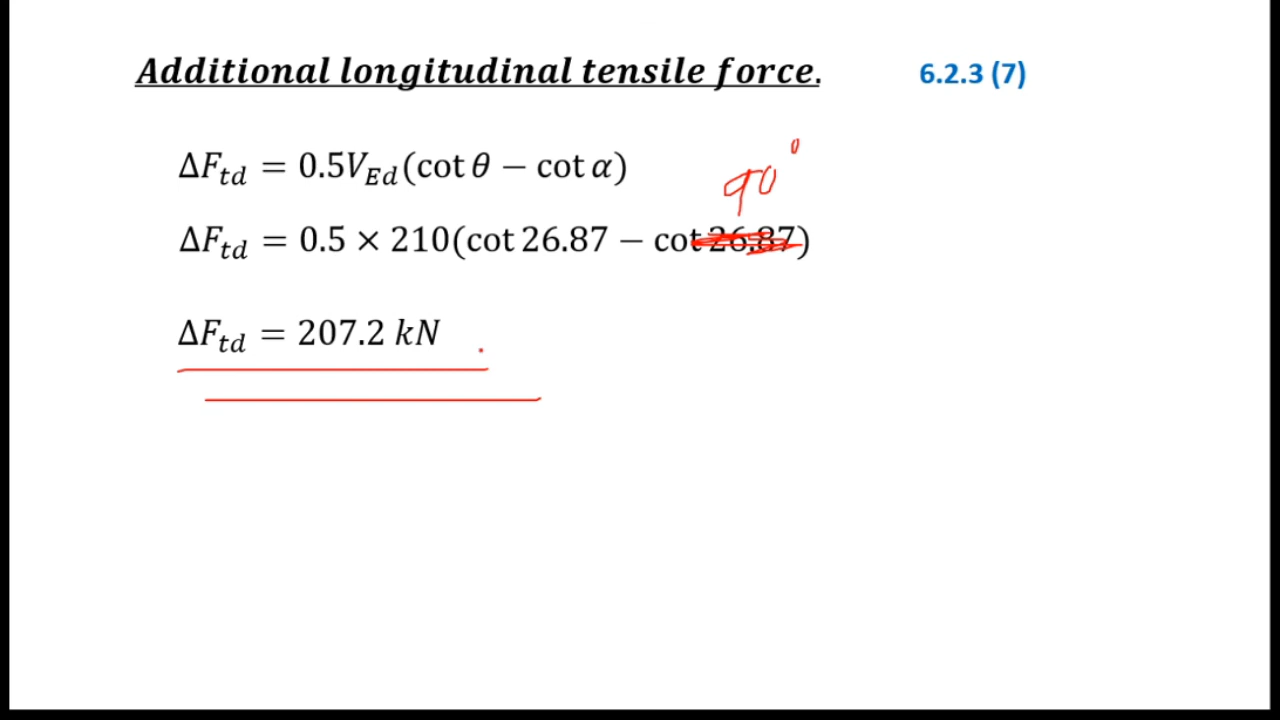 Additional longitudinal tensile force. 6.2.3 (7)
ΔF_td = 0.5V_Ed(cot θ − cot α)
90°
ΔF_td = 0.5 × 210(cot 26.87 − cot 26.87)
ΔF_td = 207.2 kN